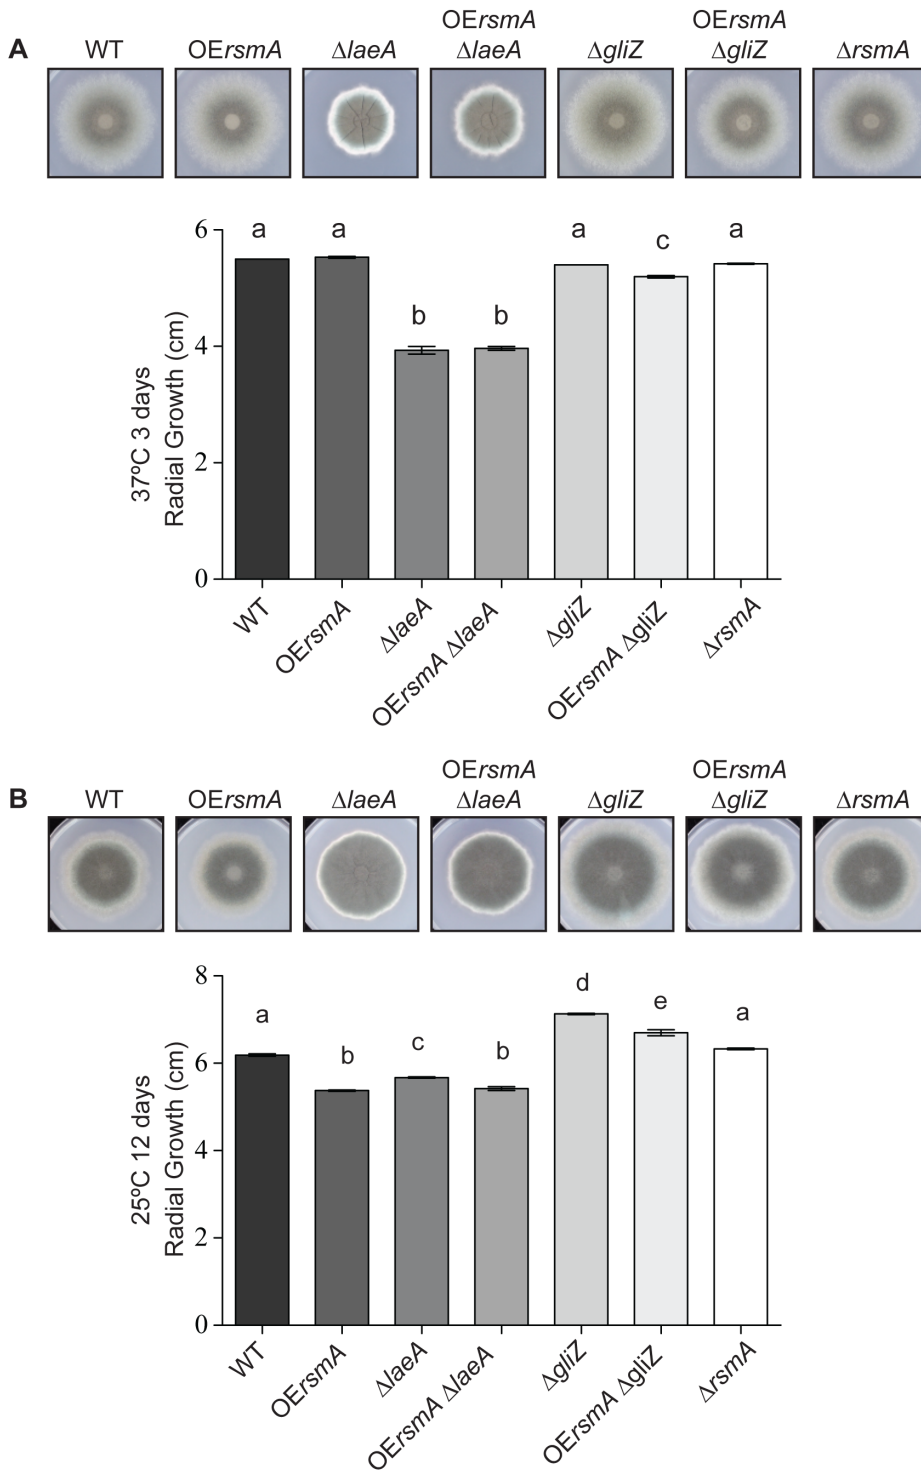 A
WT
OErsmA
ΔlaeA
OErsmA
ΔlaeA
ΔgliZ
OErsmA
ΔgliZ
ΔrsmA
37ºC 3 days
Radial Growth (cm)
6
4
2
0
a
a
b
b
a
c
a
WT
OErsmA
ΔlaeA
OErsmA ΔlaeA
ΔgliZ
OErsmA ΔgliZ
ΔrsmA
B
WT
OErsmA
ΔlaeA
OErsmA
ΔlaeA
ΔgliZ
OErsmA
ΔgliZ
ΔrsmA
25ºC 12 days
Radial Growth (cm)
8
6
4
2
0
a
b
c
b
d
e
a
WT
OErsmA
ΔlaeA
OErsmA ΔlaeA
ΔgliZ
OErsmA ΔgliZ
ΔrsmA